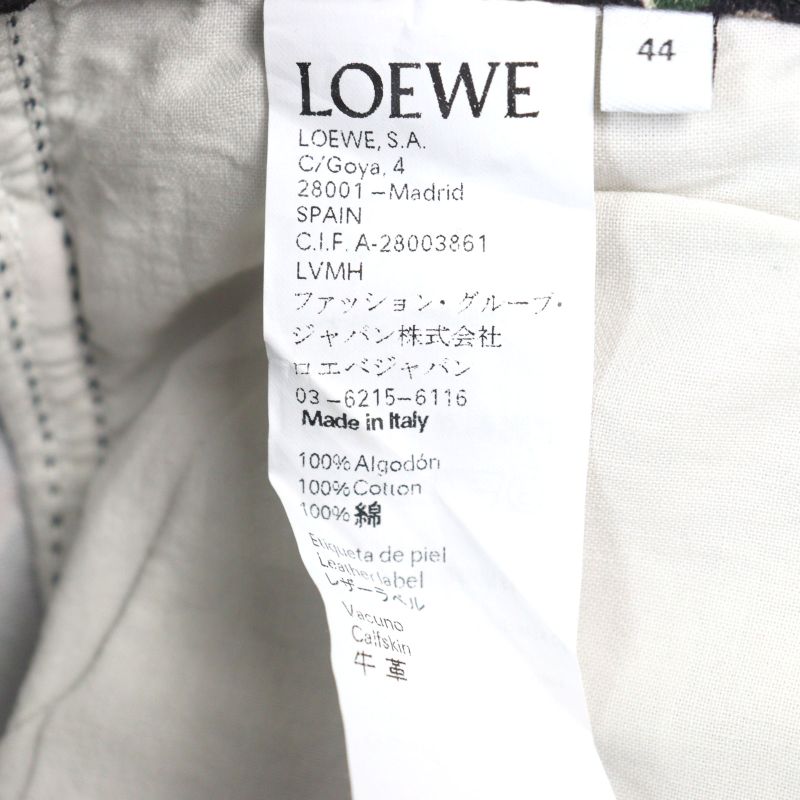 LOEWE
44
LOEWE, S.A.
C/Goya, 4
28001-Madrid
SPAIN
C.I.F. A-28003861
LVMH
ファッション・グループ・
ジャパン株式会社
ロエベジャパン
03-6215-6116
Made in Italy
100% Algodón
100% Cotton
100% 綿
Etiqueta de piel
Leather label
レザーラベル
Vacuno
Calfskin
牛革